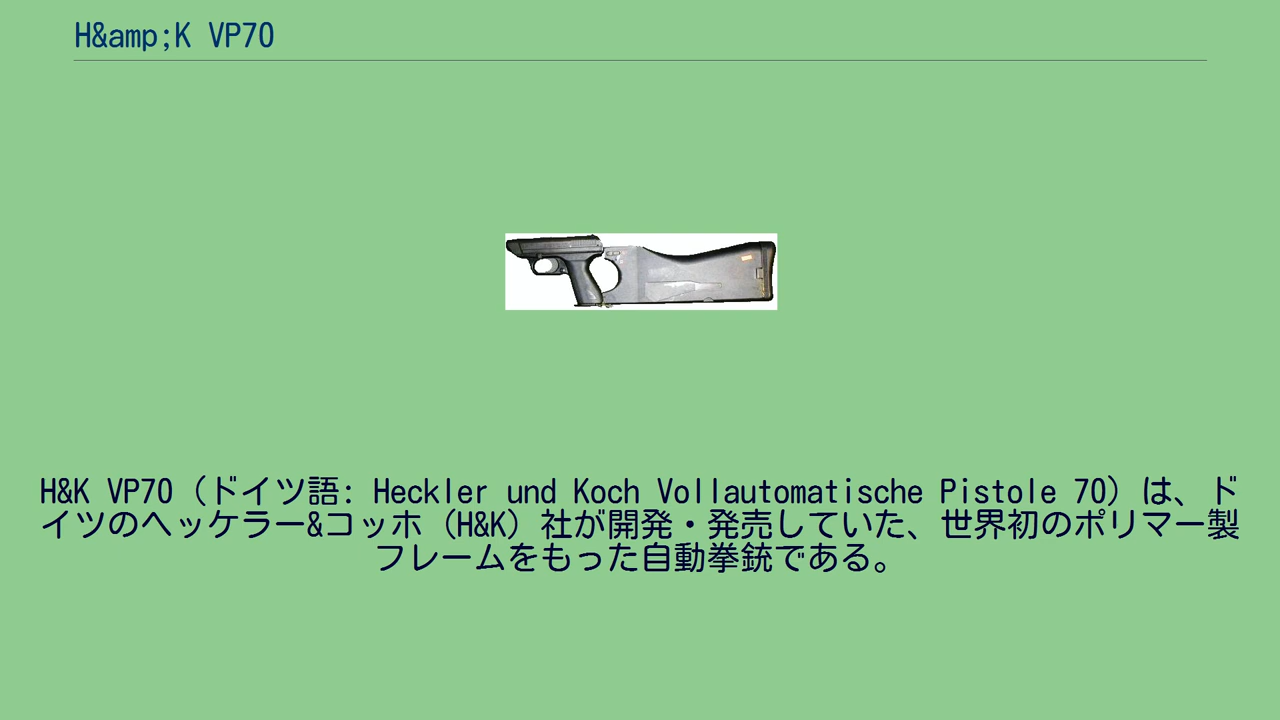 H&amp;K VP70
H&K VP70（ドイツ語: Heckler und Koch Vollautomatische Pistole 70）は、ド
イツのヘッケラー&コッホ（H&K）社が開発・発売していた、世界初のポリマー製
フレームをもった自動拳銃である。